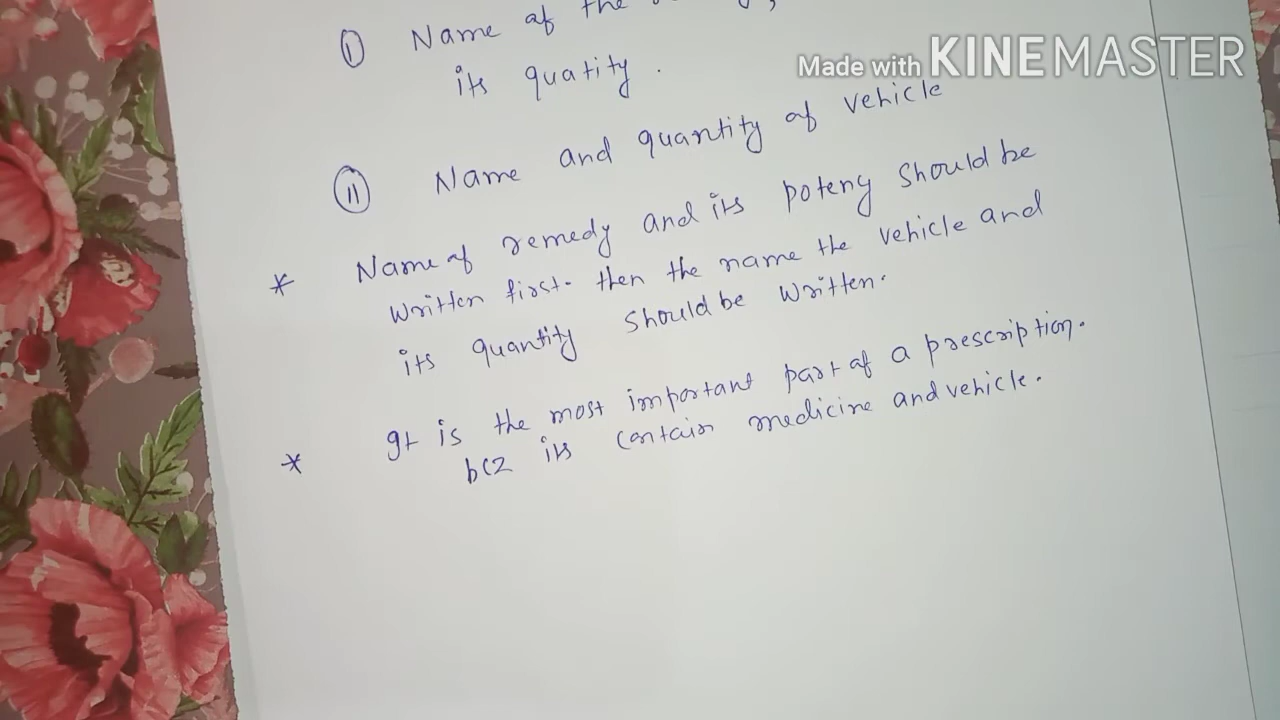 ① Name of the
its quatity .
Made with KINEMASTER
⑪ Name and quantity of vehicle
* Name of remedy and its poteny should be
written first. then the name the vehicle and
its quantity should be written.
* It is the most important part of a prescription.
bcz its contain medicine and vehicle.